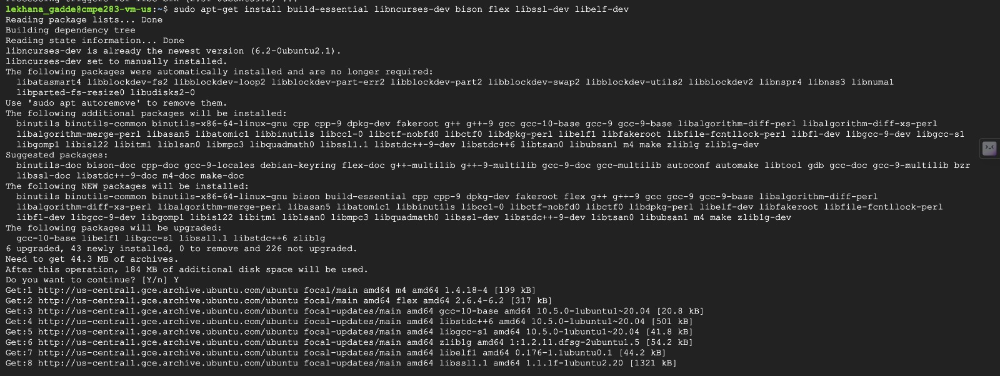 Processing triggers for libc-bin (2.31-0ubuntu9.2) ...
lekhana_gadde@cmpe283-vm-us:~$ sudo apt-get install build-essential libncurses-dev bison flex libssl-dev libelf-dev
Reading package lists... Done
Building dependency tree
Reading state information... Done
libncurses-dev is already the newest version (6.2-0ubuntu2.1).
libncurses-dev set to manually installed.
The following packages were automatically installed and are no longer required:
  libatasmart4 libblockdev-fs2 libblockdev-loop2 libblockdev-part-err2 libblockdev-part2 libblockdev-swap2 libblockdev-utils2 libblockdev2 libnspr4 libnss3 libnuma1
  libparted-fs-resize0 libudisks2-0
Use 'sudo apt autoremove' to remove them.
The following additional packages will be installed:
  binutils binutils-common binutils-x86-64-linux-gnu cpp cpp-9 dpkg-dev fakeroot g++ g++-9 gcc gcc-10-base gcc-9 gcc-9-base libalgorithm-diff-perl libalgorithm-diff-xs-perl
  libalgorithm-merge-perl libasan5 libatomic1 libbinutils libcc1-0 libctf-nobfd0 libctf0 libdpkg-perl libelf1 libfakeroot libfile-fcntllock-perl libfl-dev libgcc-9-dev libgcc-s1
  libgomp1 libisl22 libitm1 liblsan0 libmpc3 libquadmath0 libssl1.1 libstdc++-9-dev libstdc++6 libtsan0 libubsan1 m4 make zlib1g zlib1g-dev
Suggested packages:
  binutils-doc bison-doc cpp-doc gcc-9-locales debian-keyring flex-doc g++-multilib g++-9-multilib gcc-9-doc gcc-multilib autoconf automake libtool gdb gcc-doc gcc-9-multilib bzr
  libssl-doc libstdc++-9-doc m4-doc make-doc
The following NEW packages will be installed:
  binutils binutils-common binutils-x86-64-linux-gnu bison build-essential cpp cpp-9 dpkg-dev fakeroot flex g++ g++-9 gcc gcc-9 gcc-9-base libalgorithm-diff-perl
  libalgorithm-diff-xs-perl libalgorithm-merge-perl libasan5 libatomic1 libbinutils libcc1-0 libctf-nobfd0 libctf0 libdpkg-perl libelf-dev libfakeroot libfile-fcntllock-perl
  libfl-dev libgcc-9-dev libgomp1 libisl22 libitm1 liblsan0 libmpc3 libquadmath0 libssl-dev libstdc++-9-dev libtsan0 libubsan1 m4 make zlib1g-dev
The following packages will be upgraded:
  gcc-10-base libelf1 libgcc-s1 libssl1.1 libstdc++6 zlib1g
6 upgraded, 43 newly installed, 0 to remove and 226 not upgraded.
Need to get 44.3 MB of archives.
After this operation, 184 MB of additional disk space will be used.
Do you want to continue? [Y/n] Y
Get:1 http://us-central1.gce.archive.ubuntu.com/ubuntu focal/main amd64 m4 amd64 1.4.18-4 [199 kB]
Get:2 http://us-central1.gce.archive.ubuntu.com/ubuntu focal/main amd64 flex amd64 2.6.4-6.2 [317 kB]
Get:3 http://us-central1.gce.archive.ubuntu.com/ubuntu focal-updates/main amd64 gcc-10-base amd64 10.5.0-1ubuntu1~20.04 [20.8 kB]
Get:4 http://us-central1.gce.archive.ubuntu.com/ubuntu focal-updates/main amd64 libstdc++6 amd64 10.5.0-1ubuntu1~20.04 [501 kB]
Get:5 http://us-central1.gce.archive.ubuntu.com/ubuntu focal-updates/main amd64 libgcc-s1 amd64 10.5.0-1ubuntu1~20.04 [41.8 kB]
Get:6 http://us-central1.gce.archive.ubuntu.com/ubuntu focal-updates/main amd64 zlib1g amd64 1:1.2.11.dfsg-2ubuntu1.5 [54.2 kB]
Get:7 http://us-central1.gce.archive.ubuntu.com/ubuntu focal-updates/main amd64 libelf1 amd64 0.176-1.1ubuntu0.1 [44.2 kB]
Get:8 http://us-central1.gce.archive.ubuntu.com/ubuntu focal-updates/main amd64 libssl1.1 amd64 1.1.1f-1ubuntu2.20 [1321 kB]